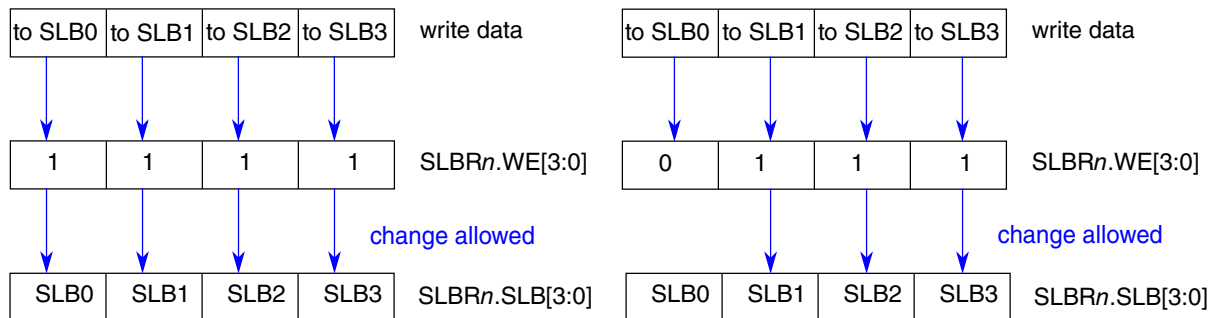 to SLB0 to SLB1 to SLB2 to SLB3 write data
1 1 1 1 SLBRn.WE[3:0]
change allowed
SLB0 SLB1 SLB2 SLB3 SLBRn.SLB[3:0]
to SLB0 to SLB1 to SLB2 to SLB3 write data
0 1 1 1 SLBRn.WE[3:0]
change allowed
SLB0 SLB1 SLB2 SLB3 SLBRn.SLB[3:0]